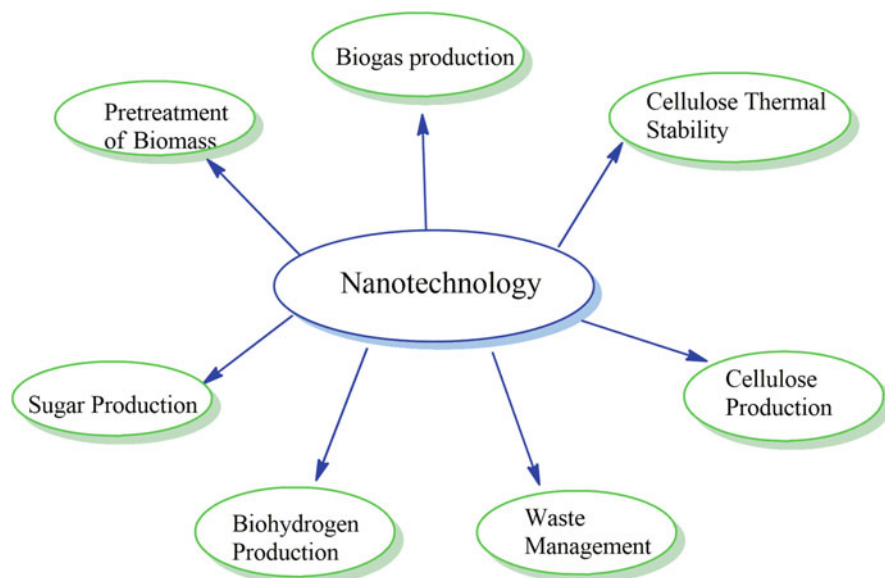 Biogas production
Pretreatment
of Biomass
Cellulose Thermal
Stability
Nanotechnology
Sugar Production
Cellulose
Production
Biohydrogen
Production
Waste
Management